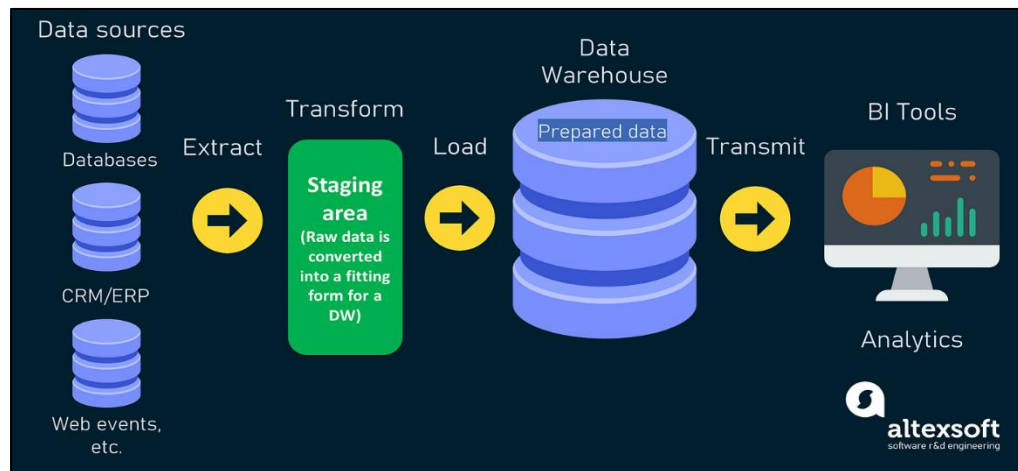 Data sources
Databases
CRM/ERP
Web events,
etc.
Extract
Transform
Staging
area
(Raw data is
converted
into a fitting
form for a
DW)
Load
Data
Warehouse
Prepared data
Transmit
BI Tools
Analytics
altexsoft
software r&d engineering